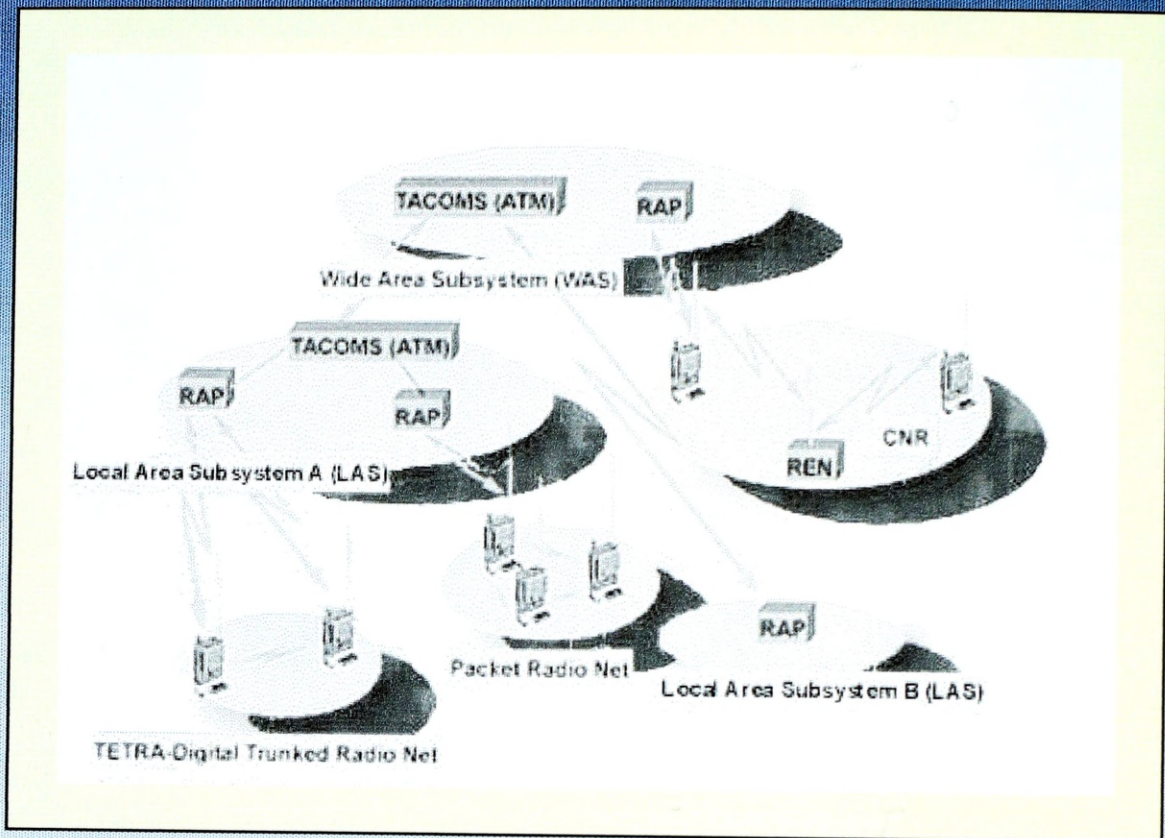 TACOMS (ATM)
RAP
Wide Area Subsystem (WAS)
TACOMS (ATM)
RAP
RAP
CNR
REN
Local Area Subsystem A (LAS)
RAP
Packet Radio Net
Local Area Subsystem B (LAS)
TETRA-Digital Trunked Radio Net